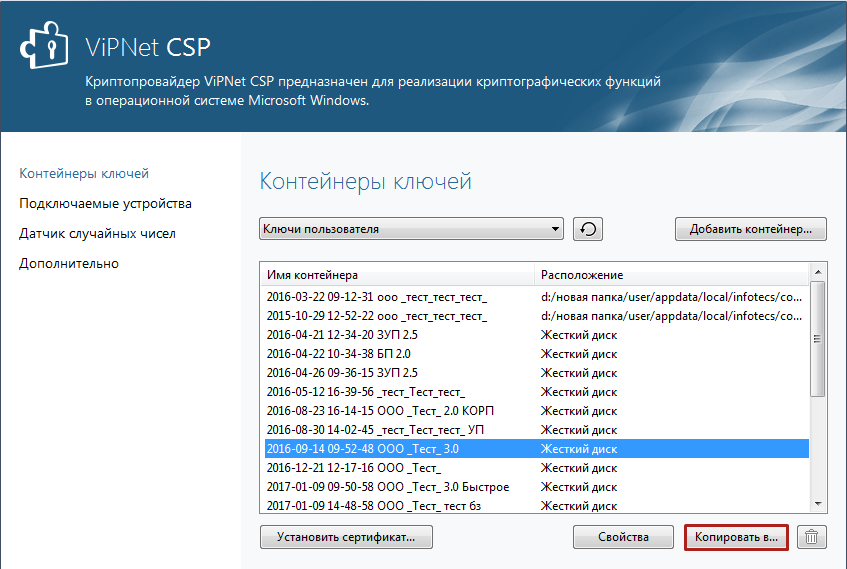 ViPNet CSP
Криптопровайдер ViPNet CSP предназначен для реализации криптографических функций
в операционной системе Microsoft Windows.
Контейнеры ключей
Подключаемые устройства
Датчик случайных чисел
Дополнительно
Контейнеры ключей
Ключи пользователя
Добавить контейнер...
Имя контейнера Расположение
2016-03-22 09-12-31 ооо _тест_тест_тест_ d:/новая папка/user/appdata/local/infotecs/co...
2015-10-29 12-52-22 ооо _тест_тест_тест_ d:/новая папка/user/appdata/local/infotecs/co...
2016-04-21 12-34-20 ЗУП 2.5 Жесткий диск
2016-04-22 10-34-38 БП 2.0 Жесткий диск
2016-04-26 09-36-15 ЗУП 2.5 Жесткий диск
2016-05-12 16-39-56 _тест_Тест_тест_ Жесткий диск
2016-08-23 16-14-15 ООО _Тест_ 2.0 КОРП Жесткий диск
2016-08-30 14-02-45 _тест_Тест_тест_ УП Жесткий диск
2016-09-14 09-52-48 ООО _Тест_ 3.0 Жесткий диск
2016-12-21 12-17-16 ООО _Тест_ Жесткий диск
2017-01-09 09-50-58 ООО _Тест_ 3.0 Быстрое Жесткий диск
2017-01-09 14-48-58 ООО _Тест_ тест бз Жесткий диск
Установить сертификат... Свойства Копировать в...